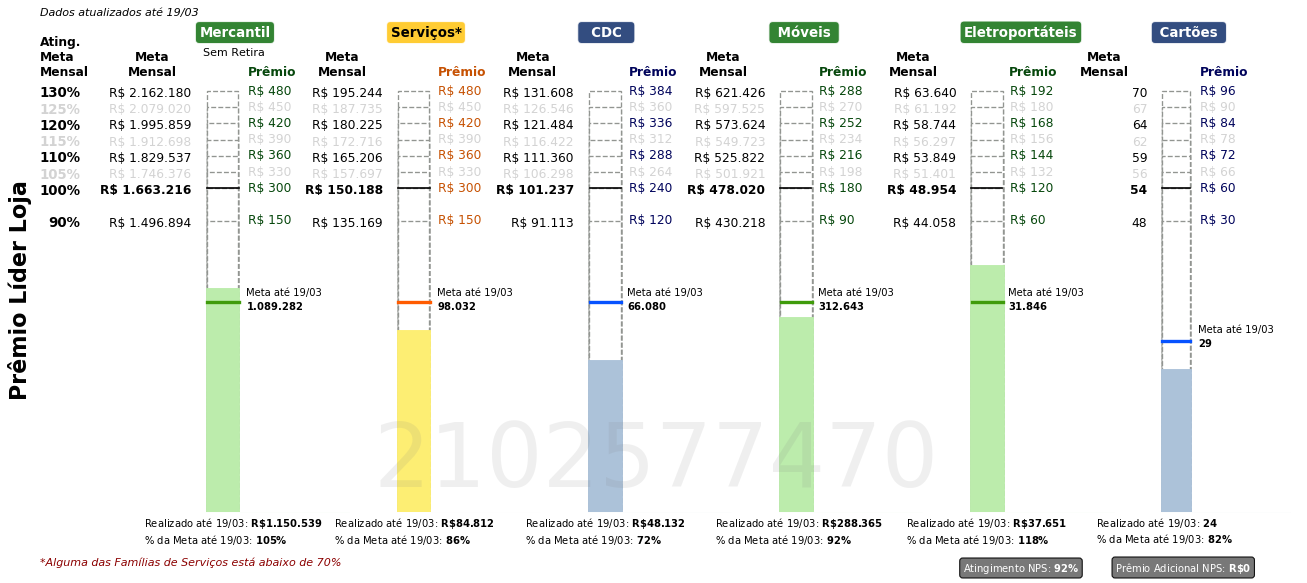 Dados atualizados até 19/03
Mercantil Serviços* CDC Móveis Eletroportáteis Cartões
Sem Retira
Ating. Meta Mensal
Meta Mensal Prêmio Meta Mensal Prêmio Meta Mensal Prêmio Meta Mensal Prêmio Meta Mensal Prêmio Meta Mensal Prêmio
130% R$ 2.162.180 R$ 480 R$ 195.244 R$ 480 R$ 131.608 R$ 384 R$ 621.426 R$ 288 R$ 63.640 R$ 192 70 R$ 96
125% R$ 2.079.020 R$ 450 R$ 187.735 R$ 450 R$ 126.546 R$ 360 R$ 597.525 R$ 270 R$ 61.192 R$ 180 67 R$ 90
120% R$ 1.995.859 R$ 420 R$ 180.225 R$ 420 R$ 121.484 R$ 336 R$ 573.624 R$ 252 R$ 58.744 R$ 168 64 R$ 84
115% R$ 1.912.698 R$ 390 R$ 172.716 R$ 390 R$ 116.422 R$ 312 R$ 549.723 R$ 234 R$ 56.297 R$ 156 62 R$ 78
110% R$ 1.829.537 R$ 360 R$ 165.206 R$ 360 R$ 111.360 R$ 288 R$ 525.822 R$ 216 R$ 53.849 R$ 144 59 R$ 72
105% R$ 1.746.376 R$ 330 R$ 157.697 R$ 330 R$ 106.298 R$ 264 R$ 501.921 R$ 198 R$ 51.401 R$ 132 56 R$ 66
100% R$ 1.663.216 R$ 300 R$ 150.188 R$ 300 R$ 101.237 R$ 240 R$ 478.020 R$ 180 R$ 48.954 R$ 120 54 R$ 60
90% R$ 1.496.894 R$ 150 R$ 135.169 R$ 150 R$ 91.113 R$ 120 R$ 430.218 R$ 90 R$ 44.058 R$ 60 48 R$ 30
Prêmio Líder Loja
Meta até 19/03 Meta até 19/03 Meta até 19/03 Meta até 19/03 Meta até 19/03
1.089.282 98.032 66.080 312.643 31.846
Meta até 19/03
29
2102577470
Realizado até 19/03: R$1.150.539 Realizado até 19/03: R$84.812 Realizado até 19/03: R$48.132 Realizado até 19/03: R$288.365 Realizado até 19/03: R$37.651 Realizado até 19/03: 24
% da Meta até 19/03: 105% % da Meta até 19/03: 86% % da Meta até 19/03: 72% % da Meta até 19/03: 92% % da Meta até 19/03: 118% % da Meta até 19/03: 82%
*Alguma das Famílias de Serviços está abaixo de 70%
Atingimento NPS: 92% Prêmio Adicional NPS: R$0